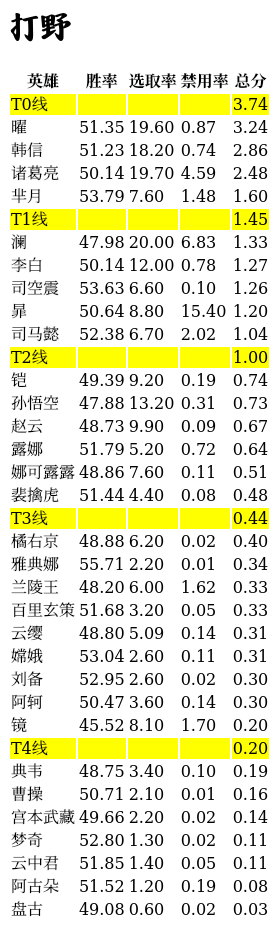 打野
英雄 胜率 选取率 禁用率 总分
T0线 3.74
曜 51.35 19.60 0.87 3.24
韩信 51.23 18.20 0.74 2.86
诸葛亮 50.14 19.70 4.59 2.48
芈月 53.79 7.60 1.48 1.60
T1线 1.45
澜 47.98 20.00 6.83 1.33
李白 50.14 12.00 0.78 1.27
司空震 53.63 6.60 0.10 1.26
暃 50.64 8.80 15.40 1.20
司马懿 52.38 6.70 2.02 1.04
T2线 1.00
铠 49.39 9.20 0.19 0.74
孙悟空 47.88 13.20 0.31 0.73
赵云 48.73 9.90 0.09 0.67
露娜 51.79 5.20 0.72 0.64
娜可露露 48.86 7.60 0.11 0.51
裴擒虎 51.44 4.40 0.08 0.48
T3线 0.44
橘右京 48.88 6.20 0.02 0.40
雅典娜 55.71 2.20 0.01 0.34
兰陵王 48.20 6.00 1.62 0.33
百里玄策 51.68 3.20 0.05 0.33
云缨 48.80 5.09 0.14 0.31
嫦娥 53.04 2.60 0.11 0.31
刘备 52.95 2.60 0.02 0.30
阿轲 50.47 3.60 0.14 0.30
镜 45.52 8.10 1.70 0.20
T4线 0.20
典韦 48.75 3.40 0.10 0.19
曹操 50.71 2.10 0.01 0.16
宫本武藏 49.66 2.20 0.02 0.14
梦奇 52.80 1.30 0.02 0.11
云中君 51.85 1.40 0.05 0.11
阿古朵 51.52 1.20 0.19 0.08
盘古 49.08 0.60 0.02 0.03